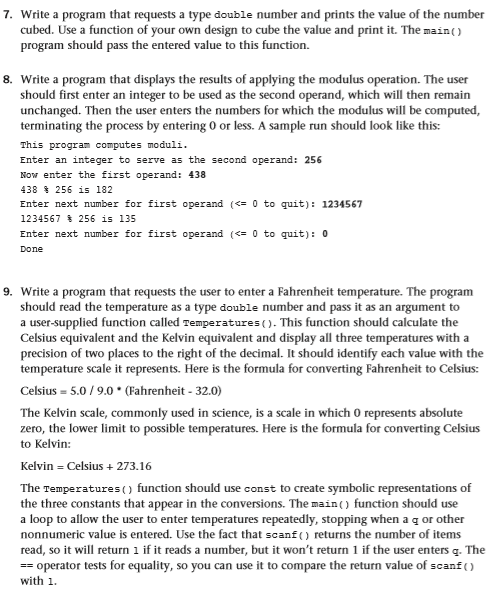 7. Write a program that requests a type double number and prints the value of the number
cubed. Use a function of your own design to cube the value and print it. The main()
program should pass the entered value to this function.
8. Write a program that displays the results of applying the modulus operation. The user
should first enter an integer to be used as the second operand, which will then remain
unchanged. Then the user enters the numbers for which the modulus will be computed,
terminating the process by entering 0 or less. A sample run should look like this:
This program computes moduli.
Enter an integer to serve as the second operand: 256
Now enter the first operand: 438
438 % 256 is 182
Enter next number for first operand (<= 0 to quit): 1234567
1234567 % 256 is 135
Enter next number for first operand (<= 0 to quit): 0
Done
9. Write a program that requests the user to enter a Fahrenheit temperature. The program
should read the temperature as a type double number and pass it as an argument to
a user-supplied function called Temperatures(). This function should calculate the
Celsius equivalent and the Kelvin equivalent and display all three temperatures with a
precision of two places to the right of the decimal. It should identify each value with the
temperature scale it represents. Here is the formula for converting Fahrenheit to Celsius:
Celsius = 5.0 / 9.0 * (Fahrenheit - 32.0)
The Kelvin scale, commonly used in science, is a scale in which 0 represents absolute
zero, the lower limit to possible temperatures. Here is the formula for converting Celsius
to Kelvin:
Kelvin = Celsius + 273.16
The Temperatures() function should use const to create symbolic representations of
the three constants that appear in the conversions. The main() function should use
a loop to allow the user to enter temperatures repeatedly, stopping when a q or other
nonnumeric value is entered. Use the fact that scanf() returns the number of items
read, so it will return 1 if it reads a number, but it won't return 1 if the user enters q. The
== operator tests for equality, so you can use it to compare the return value of scanf()
with 1.